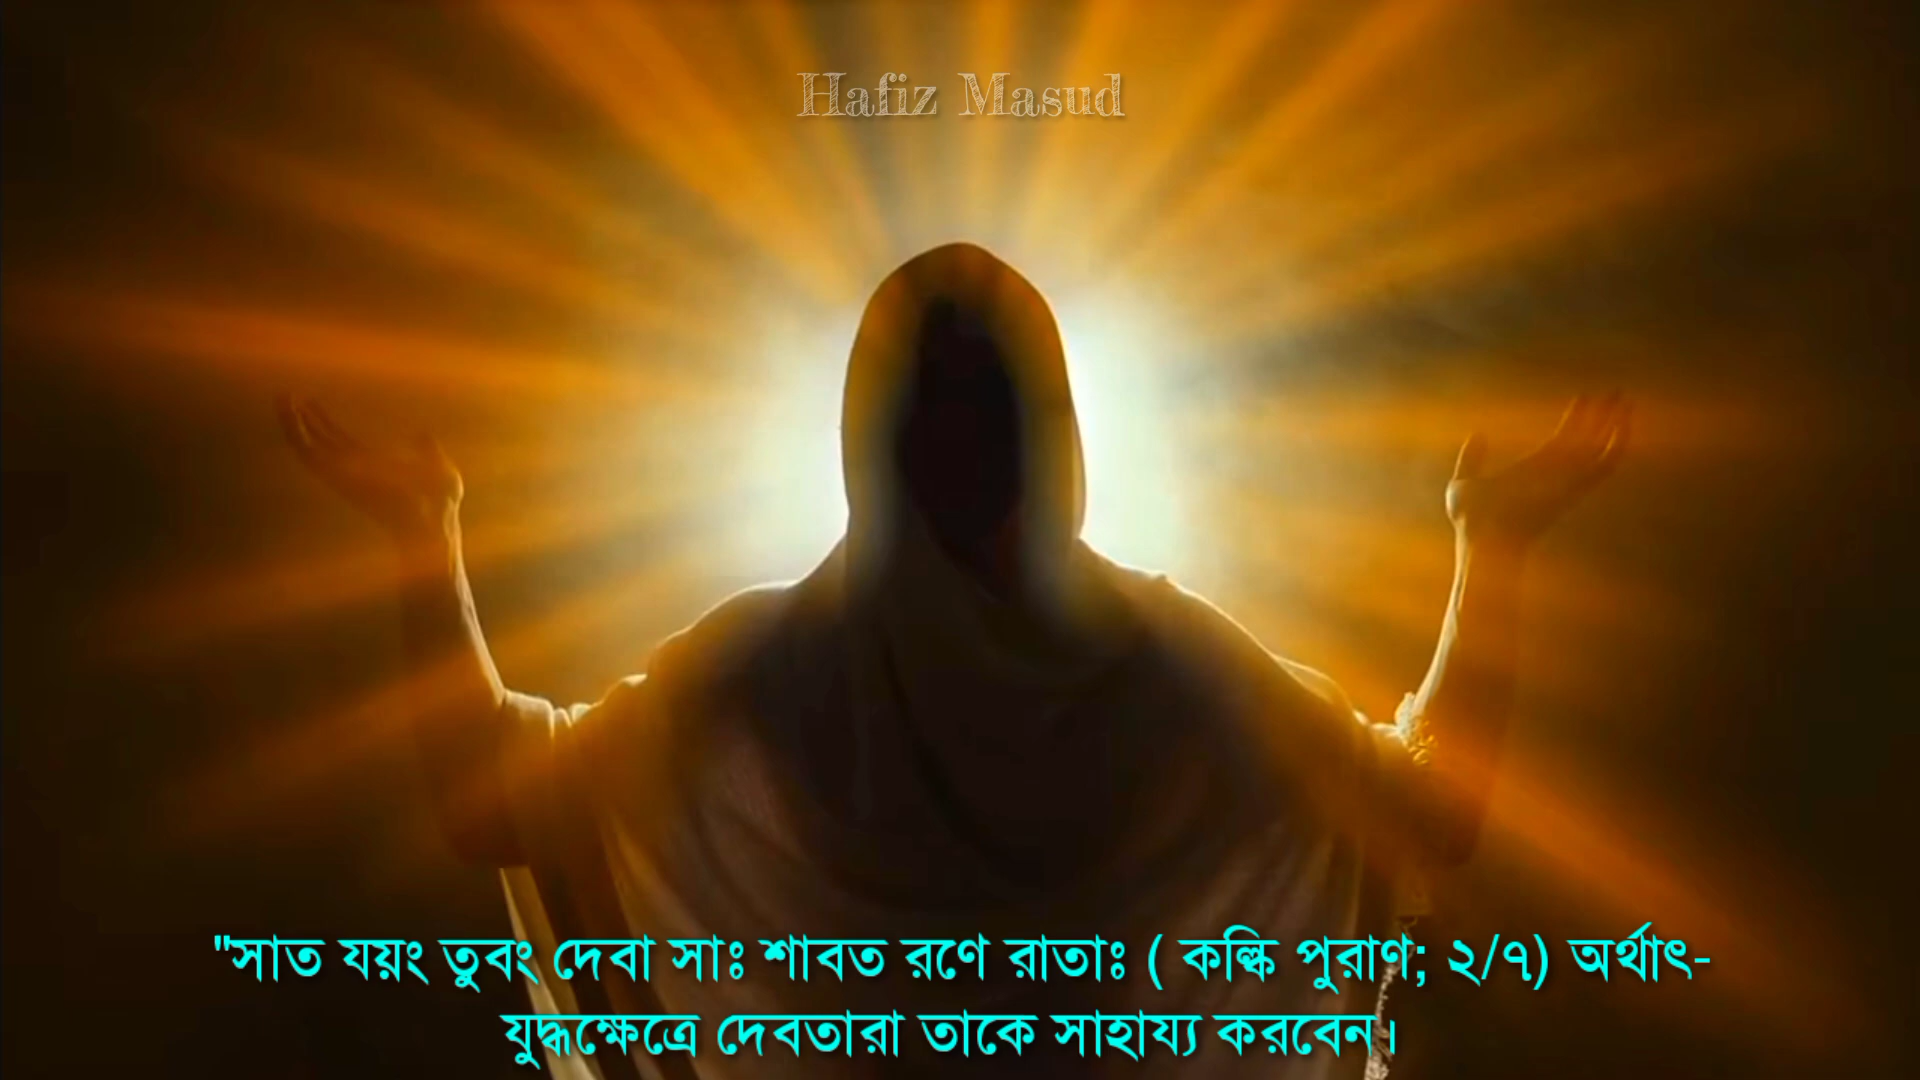 Hafiz Masud
"সাত যয়ং তুবং দেবা সাঃ শাবত রণে রাতাঃ ( কল্কি পুরাণ; ২/৭) অর্থাৎ-
যুদ্ধক্ষেত্রে দেবতারা তাকে সাহায্য করবেন।